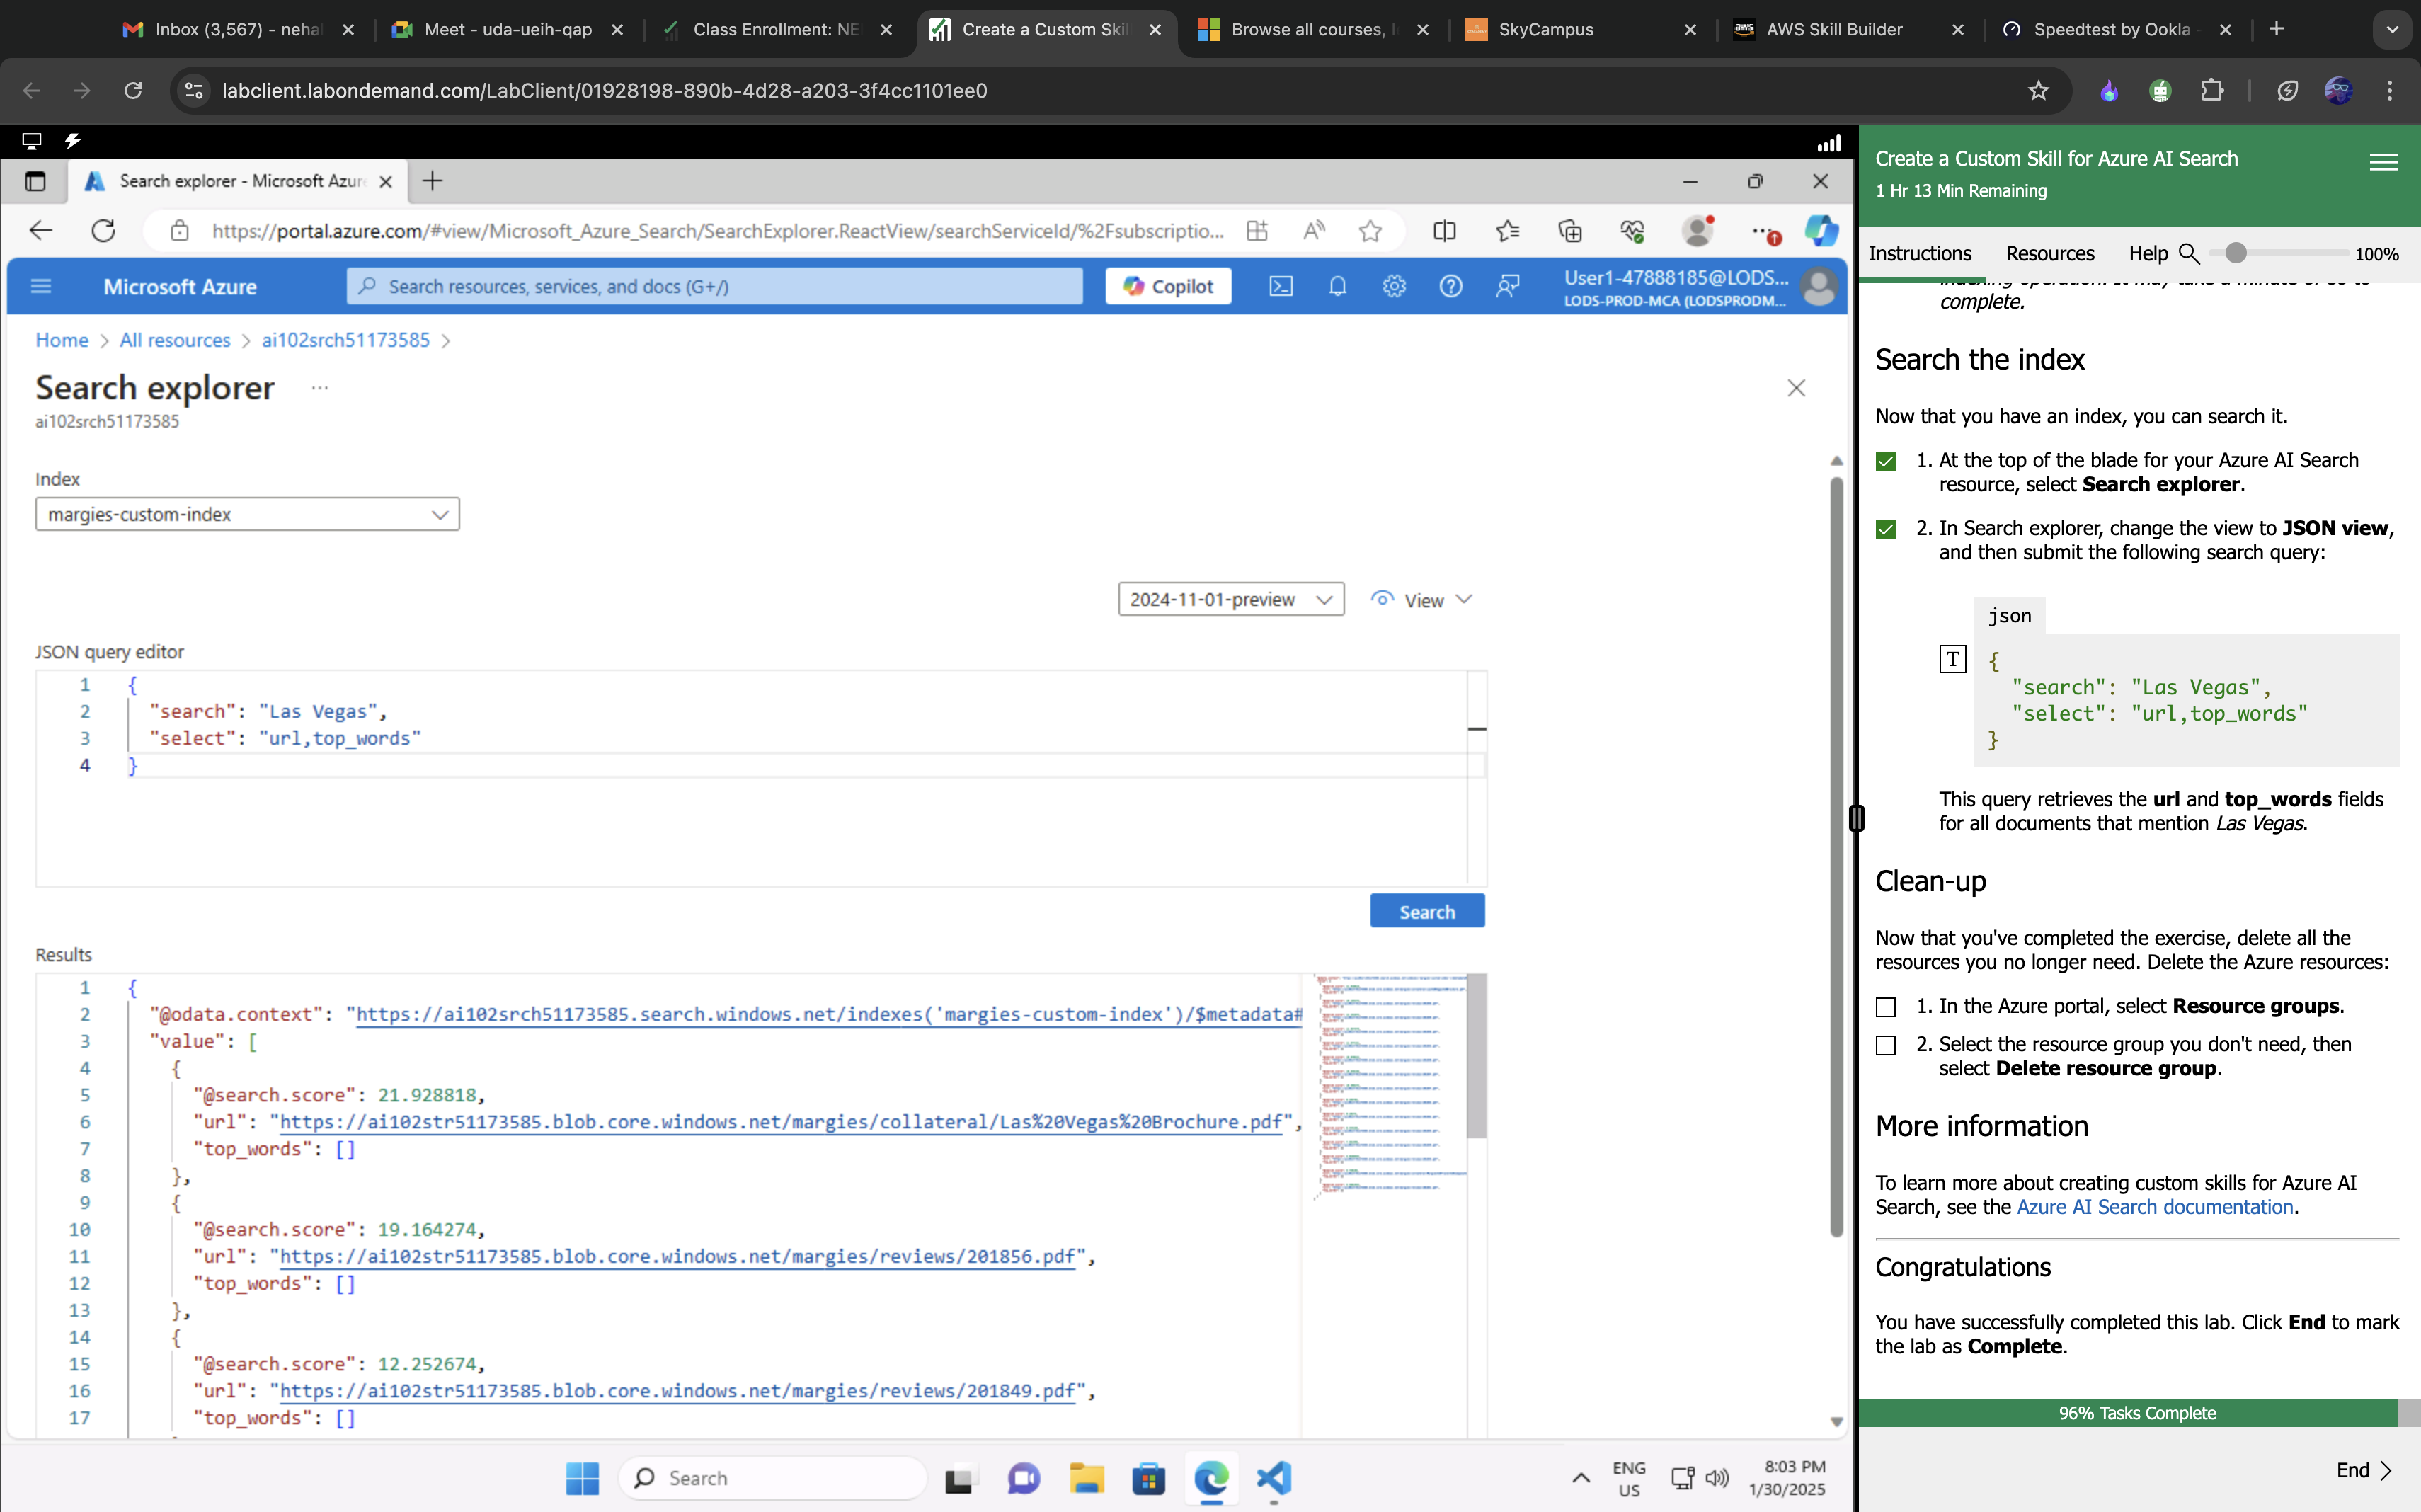 Inbox (3,567) - neha
Meet - uda-ueih-qap
Class Enrollment: NE
Create a Custom Skil
Browse all courses, l
SkyCampus
AWS Skill Builder
Speedtest by Ookla -
labclient.labondemand.com/LabClient/01928198-890b-4d28-a203-3f4cc1101ee0
Search explorer - Microsoft Azure
https://portal.azure.com/#view/Microsoft_Azure_Search/SearchExplorer.ReactView/searchServiceId/%2Fsubscriptio...
Microsoft Azure
Search resources, services, and docs (G+/)
Copilot
User1-47888185@LODS...
LODS-PROD-MCA (LODSPRODM...
Home > All resources > ai102srch51173585 >
Search explorer ...
ai102srch51173585
Index
margies-custom-index
2024-11-01-preview
View
JSON query editor
1 {
2 "search": "Las Vegas",
3 "select": "url,top_words"
4 }
Search
Results
1 {
2 "@odata.context": "https://ai102srch51173585.search.windows.net/indexes('margies-custom-index')/$metadata#
3 "value": [
4 {
5 "@search.score": 21.928818,
6 "url": "https://ai102str51173585.blob.core.windows.net/margies/collateral/Las%20Vegas%20Brochure.pdf",
7 "top_words": []
8 },
9 {
10 "@search.score": 19.164274,
11 "url": "https://ai102str51173585.blob.core.windows.net/margies/reviews/201856.pdf",
12 "top_words": []
13 },
14 {
15 "@search.score": 12.252674,
16 "url": "https://ai102str51173585.blob.core.windows.net/margies/reviews/201849.pdf",
17 "top_words": []
Search
ENG
US
8:03 PM
1/30/2025
Create a Custom Skill for Azure AI Search
1 Hr 13 Min Remaining
Instructions
Resources
Help
100%
indexing operation. It may take a minute or so to
complete.
Search the index
Now that you have an index, you can search it.
1. At the top of the blade for your Azure AI Search
resource, select Search explorer.
2. In Search explorer, change the view to JSON view,
and then submit the following search query:
json
T
{
"search": "Las Vegas",
"select": "url,top_words"
}
This query retrieves the url and top_words fields
for all documents that mention Las Vegas.
Clean-up
Now that you've completed the exercise, delete all the
resources you no longer need. Delete the Azure resources:
1. In the Azure portal, select Resource groups.
2. Select the resource group you don't need, then
select Delete resource group.
More information
To learn more about creating custom skills for Azure AI
Search, see the Azure AI Search documentation.
Congratulations
You have successfully completed this lab. Click End to mark
the lab as Complete.
96% Tasks Complete
End